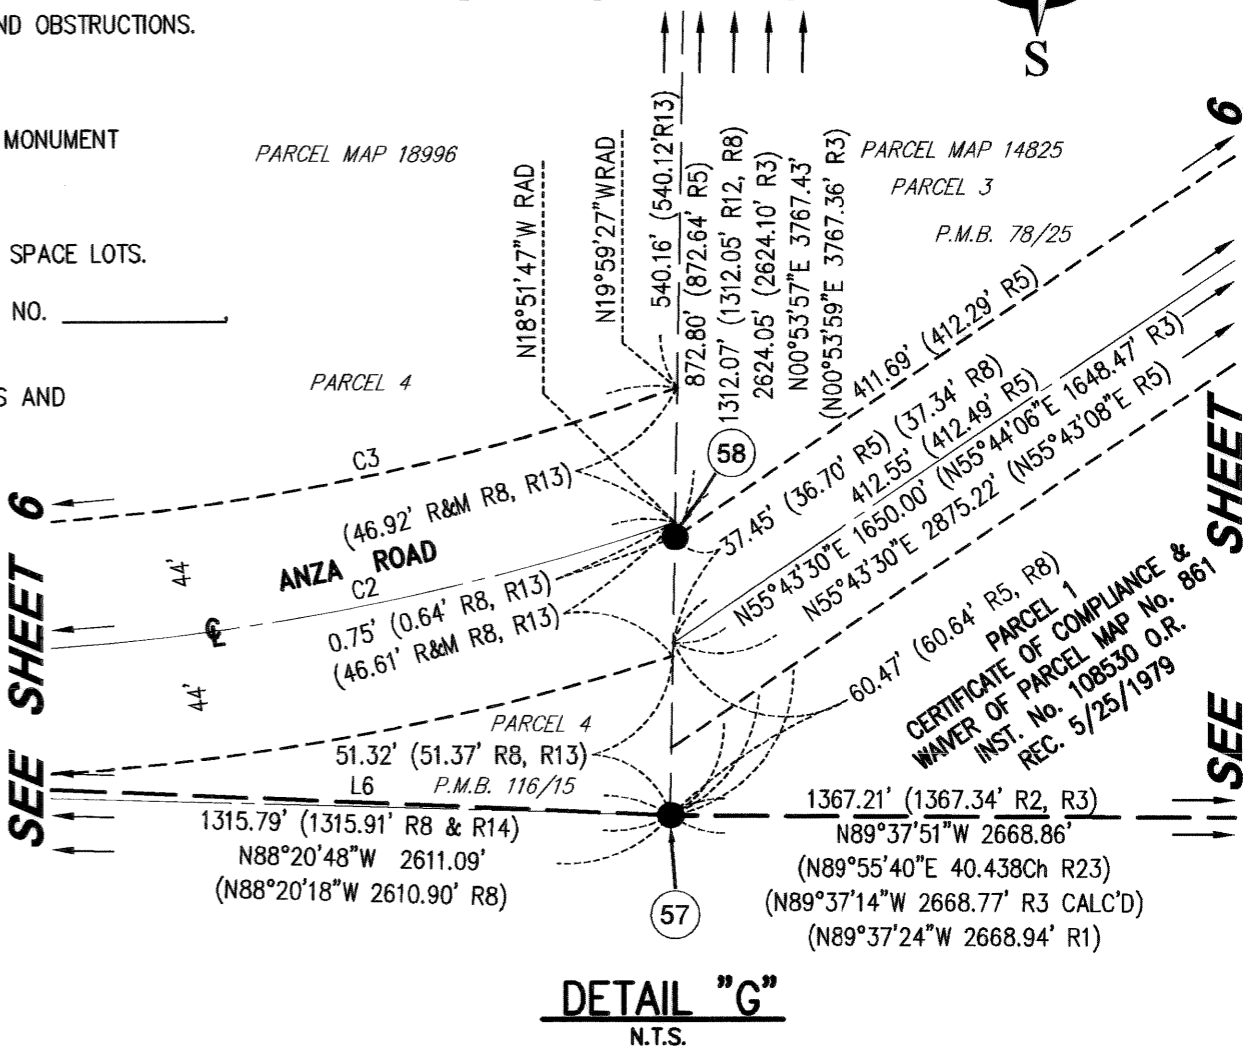 ND OBSTRUCTIONS.
S
MONUMENT
SPACE LOTS.
NO.
S AND
PARCEL MAP 18996
PARCEL 4
N18°51'47"W RAD
N19°59'27"WRAD
540.16' (540.12'R13)
872.80' (872.64' R5)
1312.07' (1312.05' R12, R8)
2624.05' (2624.10' R3)
N00°53'57"E 3767.43'
(N00°53'59"E 3767.36' R3)
PARCEL MAP 14825
PARCEL 3
P.M.B. 78/25
SEE SHEET 6
C3
(46.92' R&M R8, R13)
ANZA ROAD
C2
44'
℄
44'
0.75' (0.64' R8, R13)
(46.61' R&M R8, R13)
58
411.69' (412.29' R5)
37.45' (36.70' R5) (37.34' R8)
412.55' (412.49' R5)
N55°43'30"E 1650.00' (N55°44'06"E 1648.47' R3)
N55°43'30"E 2875.22' (N55°43'08"E R5)
60.47' (60.64' R5, R8)
PARCEL 1
CERTIFICATE OF COMPLIANCE &
WAIVER OF PARCEL MAP No. 861
INST. No. 108530 O.R.
REC. 5/25/1979
SEE SHEET 6
PARCEL 4
51.32' (51.37' R8, R13)
L6
P.M.B. 116/15
1315.79' (1315.91' R8 & R14)
N88°20'48"W 2611.09'
(N88°20'18"W 2610.90' R8)
57
1367.21' (1367.34' R2, R3)
N89°37'51"W 2668.86'
(N89°55'40"E 40.438Ch R23)
(N89°37'14"W 2668.77' R3 CALC'D)
(N89°37'24"W 2668.94' R1)
DETAIL "G"
N.T.S.